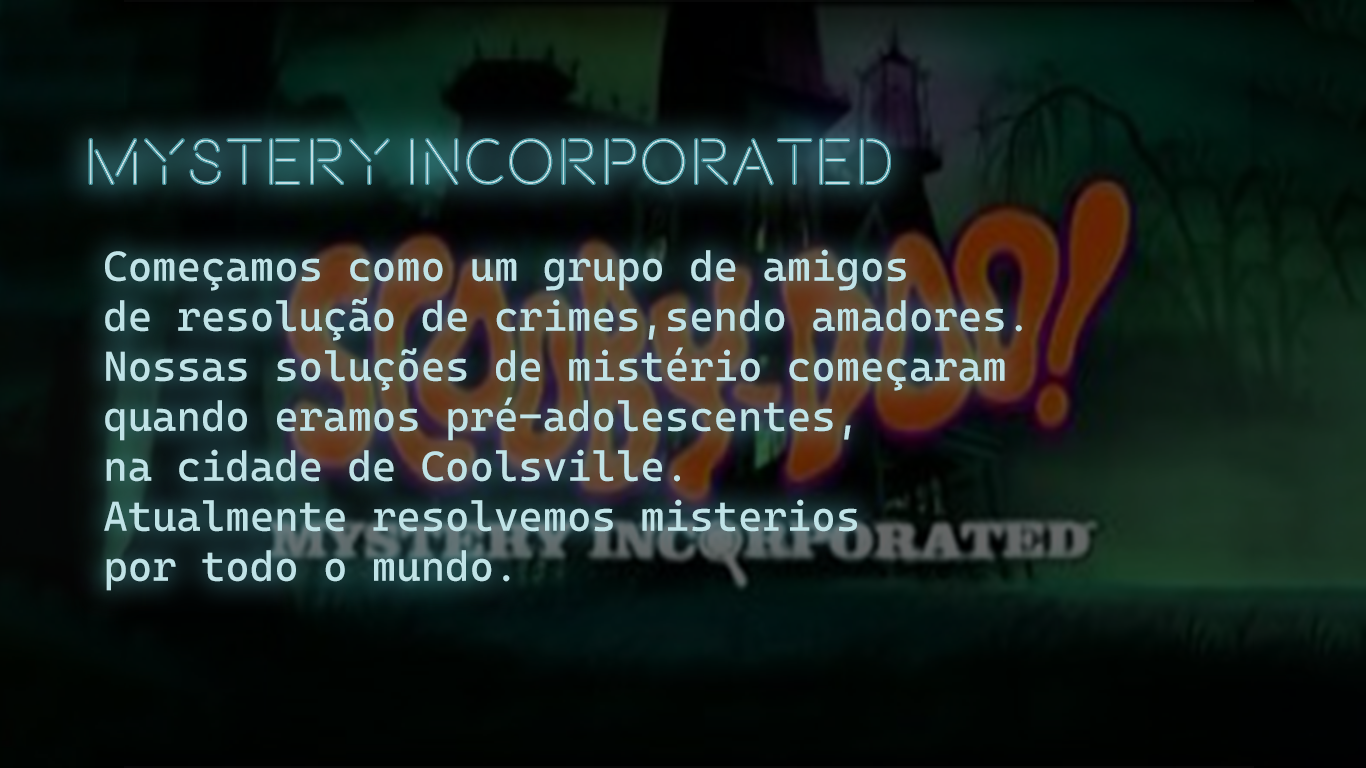 MYSTERY INCORPORATED
Começamos como um grupo de amigos
de resolução de crimes,sendo amadores.
Nossas soluções de mistério começaram
quando eramos pré-adolescentes,
na cidade de Coolsville.
Atualmente resolvemos misterios
por todo o mundo.
SCOOBY-DOO!
MYSTERY INCORPORATED